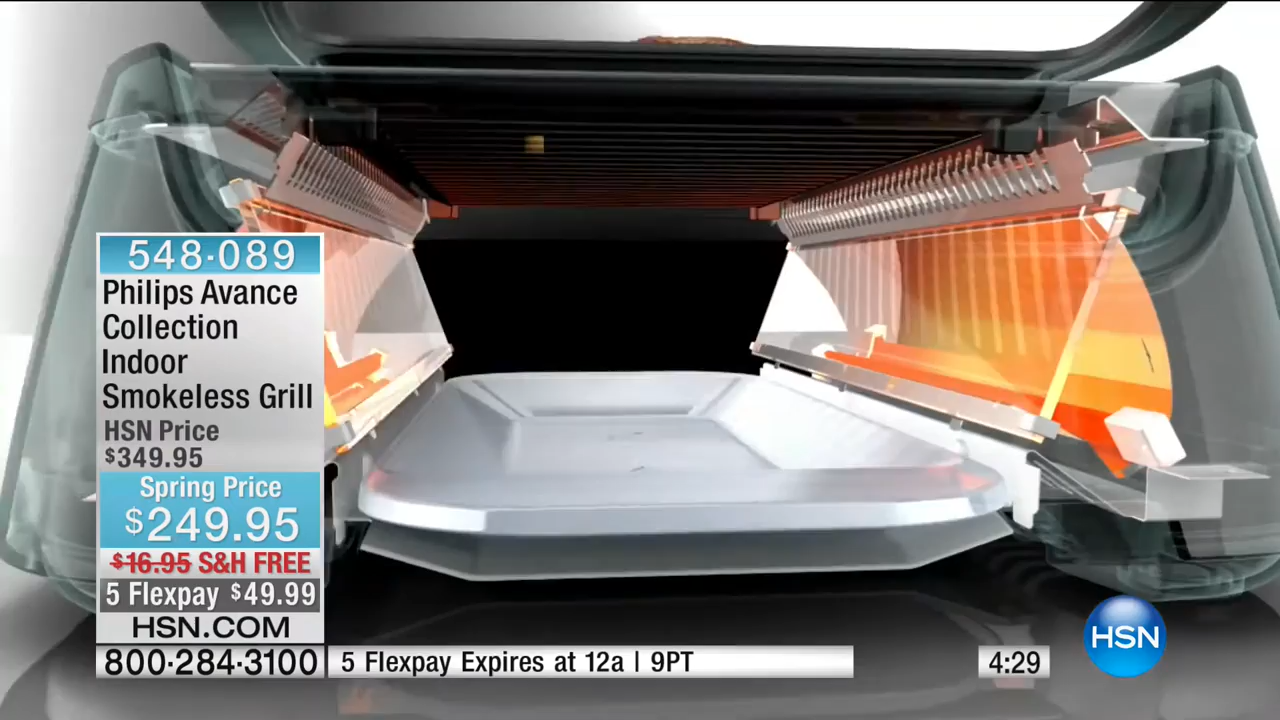 548·089
Philips Avance
Collection
Indoor
Smokeless Grill
HSN Price
$349.95
Spring Price
$249.95
$16.95 S&H FREE
5 Flexpay $49.99
HSN.COM
800·284·3100
5 Flexpay Expires at 12a | 9PT
4:29
HSN